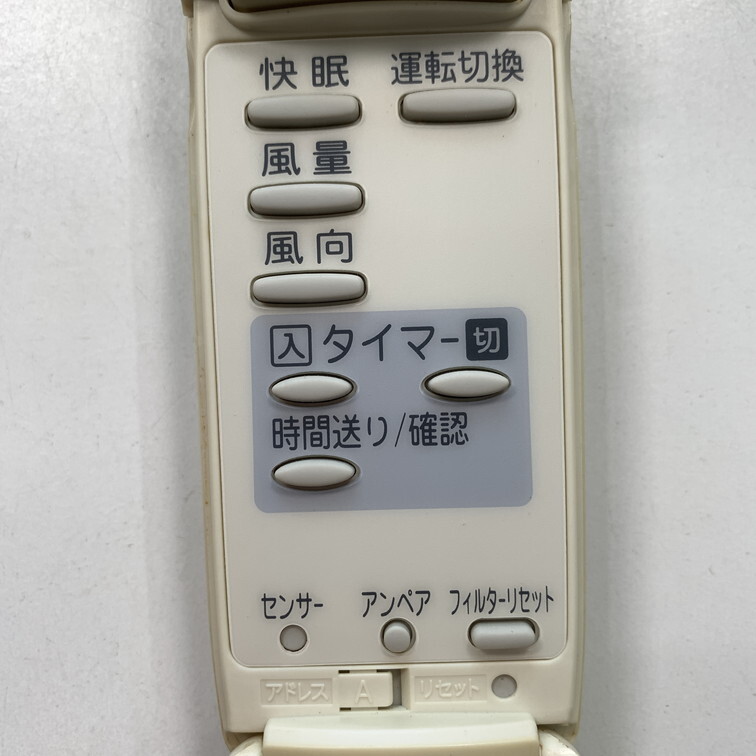 快眠 運転切換
風量
風向
入 タイマー 切
時間送り/確認
センサー アンペア フィルターリセット
アドレス A リセット